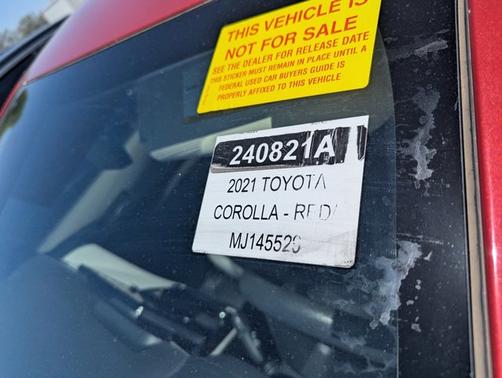 THIS VEHICLE IS
NOT FOR SALE
SEE THE DEALER FOR RELEASE DATE
THIS STICKER MUST REMAIN IN PLACE UNTIL A
FEDERAL USED CAR BUYERS GUIDE IS
PROPERLY AFFIXED TO THIS VEHICLE
240821A
2021 TOYOTA
COROLLA - RED/
MJ145529